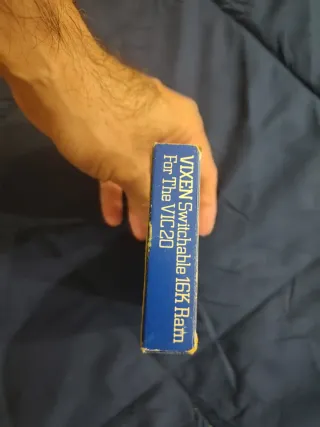 VIXEN Switchable 16K Ram
For The VIC20